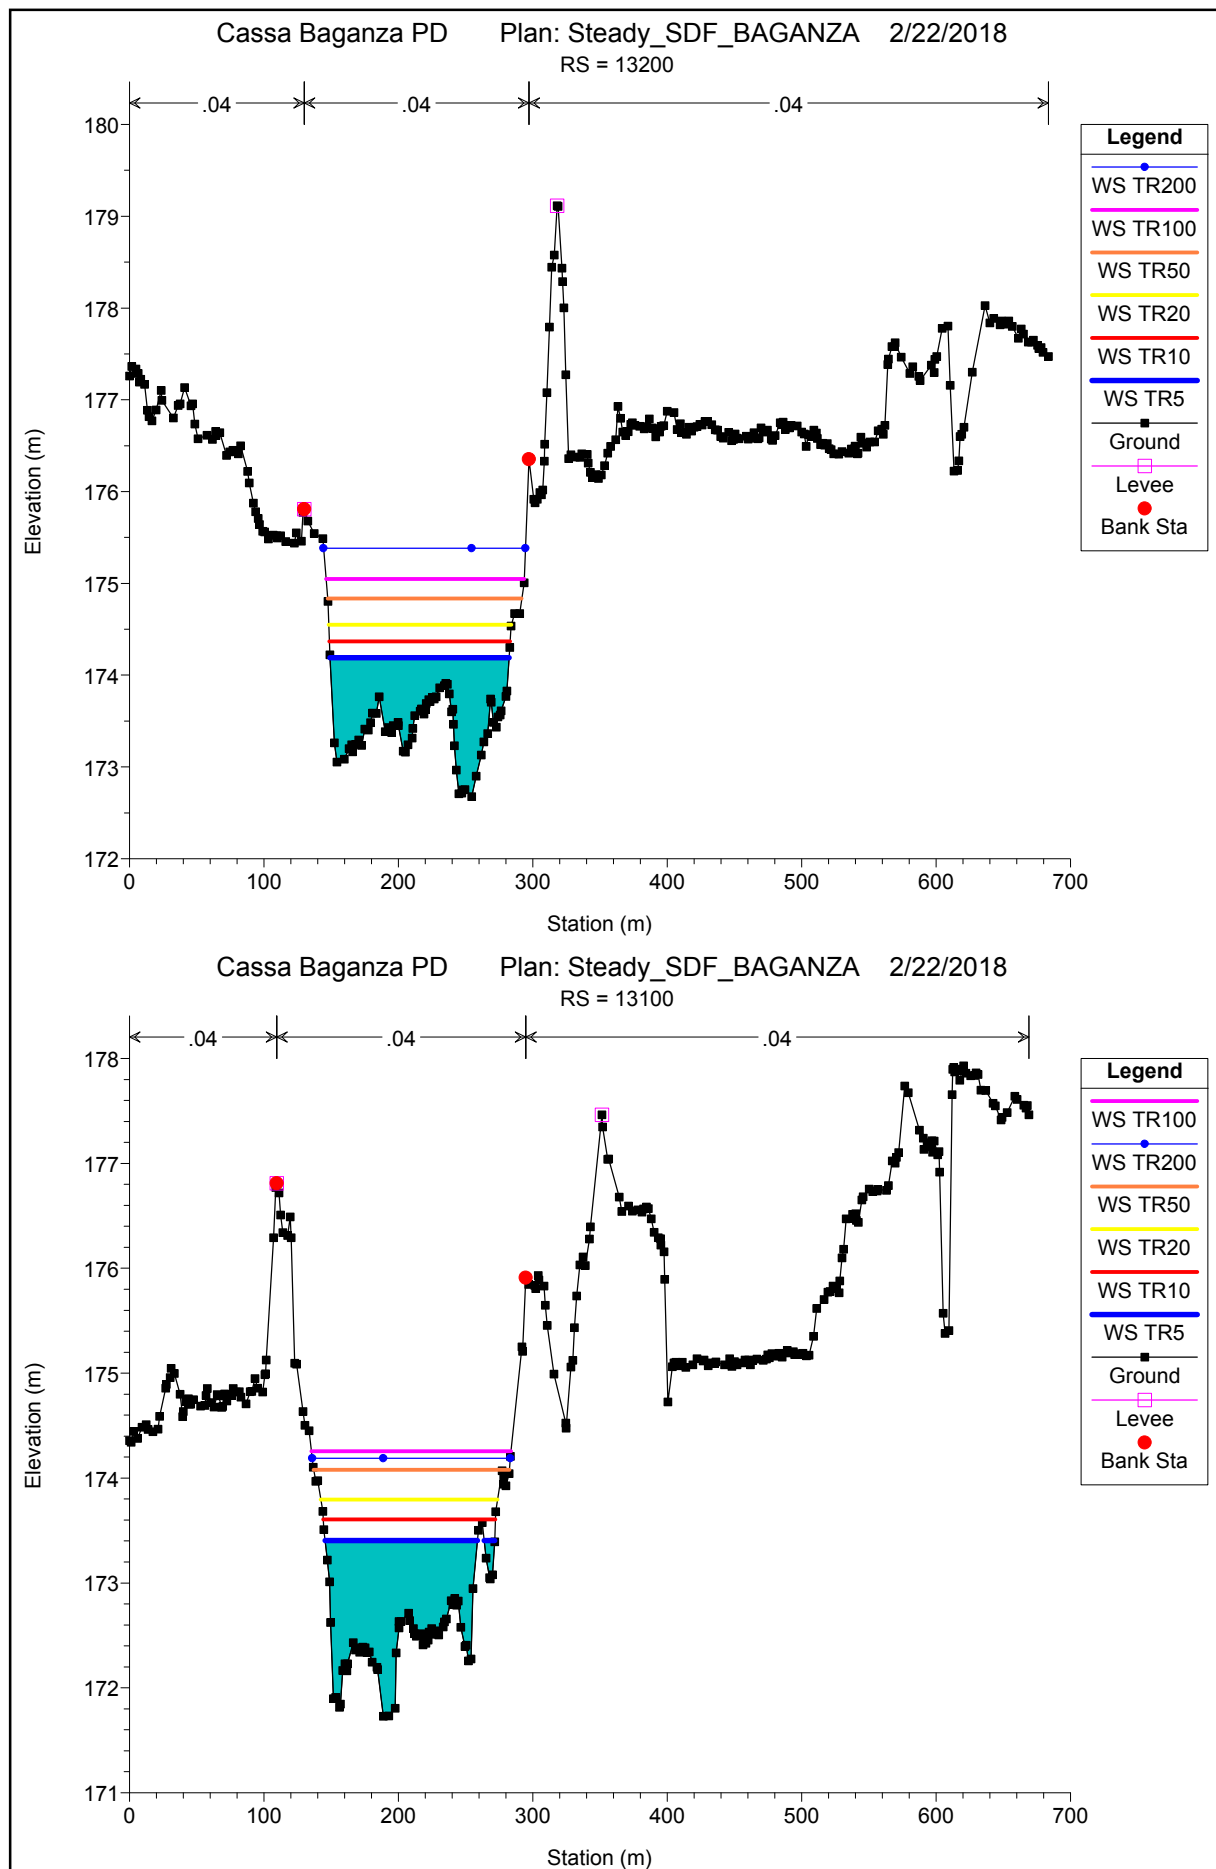 Cassa Baganza PD Plan: Steady_SDF_BAGANZA 2/22/2018
RS = 13200
.04 .04 .04
180
179
178
177
176
175
174
173
172
Elevation (m)
0 100 200 300 400 500 600 700
Station (m)
Legend
WS TR200
WS TR100
WS TR50
WS TR20
WS TR10
WS TR5
Ground
Levee
Bank Sta
Cassa Baganza PD Plan: Steady_SDF_BAGANZA 2/22/2018
RS = 13100
.04 .04 .04
178
177
176
175
174
173
172
171
Elevation (m)
0 100 200 300 400 500 600 700
Station (m)
Legend
WS TR100
WS TR200
WS TR50
WS TR20
WS TR10
WS TR5
Ground
Levee
Bank Sta